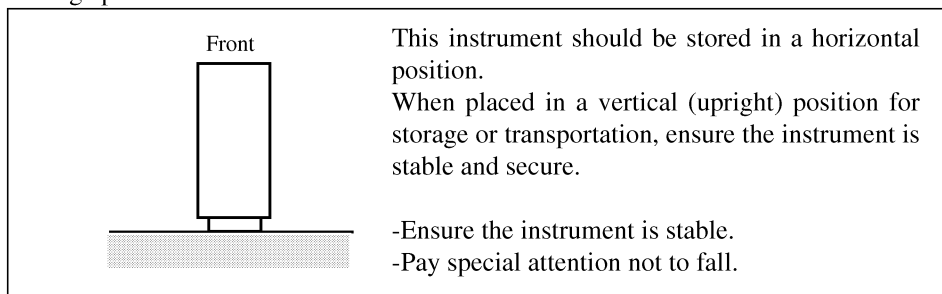 Front
This instrument should be stored in a horizontal
position.
When placed in a vertical (upright) position for
storage or transportation, ensure the instrument is
stable and secure.
-Ensure the instrument is stable.
-Pay special attention not to fall.